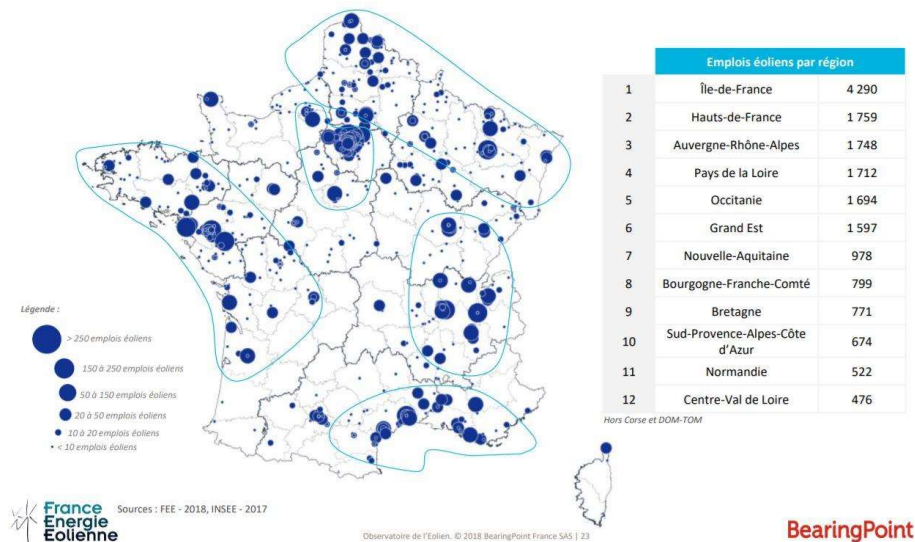 Emplois éoliens par région
1 Île-de-France 4 290
2 Hauts-de-France 1 759
3 Auvergne-Rhône-Alpes 1 748
4 Pays de la Loire 1 712
5 Occitanie 1 694
6 Grand Est 1 597
7 Nouvelle-Aquitaine 978
8 Bourgogne-Franche-Comté 799
9 Bretagne 771
10 Sud-Provence-Alpes-Côte
d’Azur 674
11 Normandie 522
12 Centre-Val de Loire 476
Hors Corse et DOM-TOM
Légende :
> 250 emplois éoliens
150 à 250 emplois éoliens
50 à 150 emplois éoliens
20 à 50 emplois éoliens
10 à 20 emplois éoliens
< 10 emplois éoliens
France
Energie
Eolienne
Sources : FEE - 2018, INSEE - 2017
Observatoire de l'Eolien. © 2018 BearingPoint France SAS | 23
BearingPoint